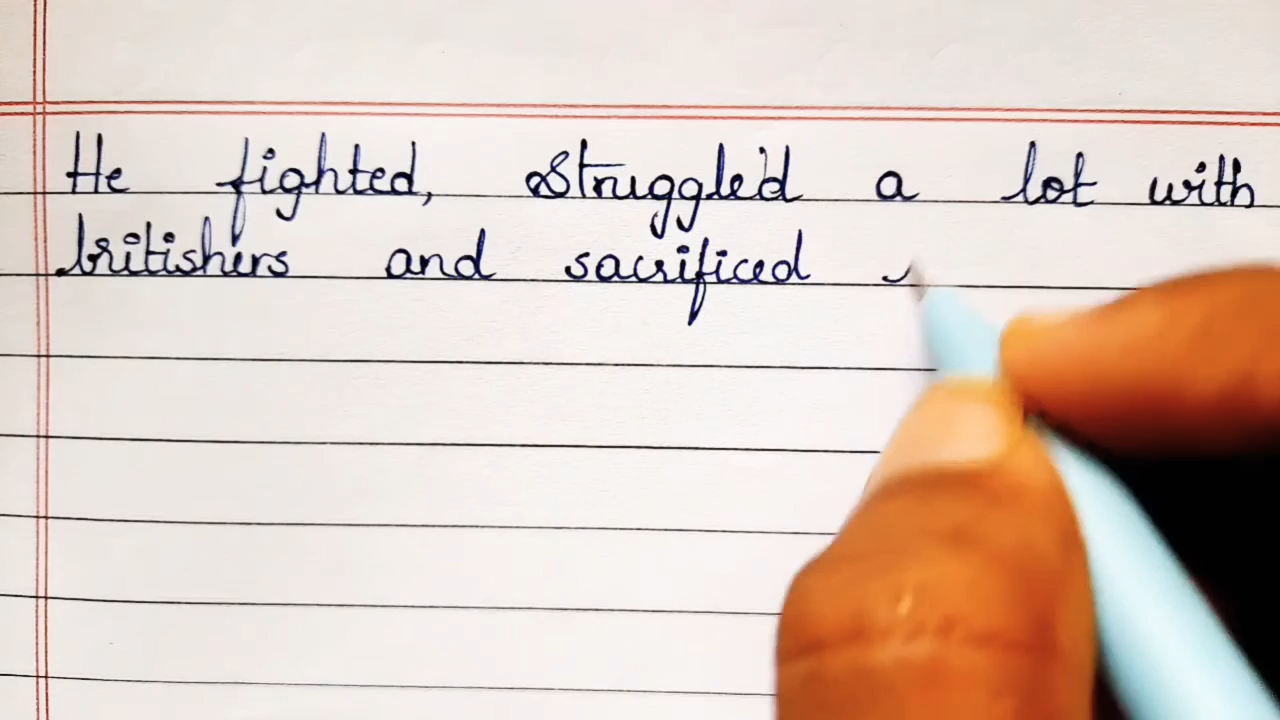 He fighted, struggled a lot with
britishers and sacrificed